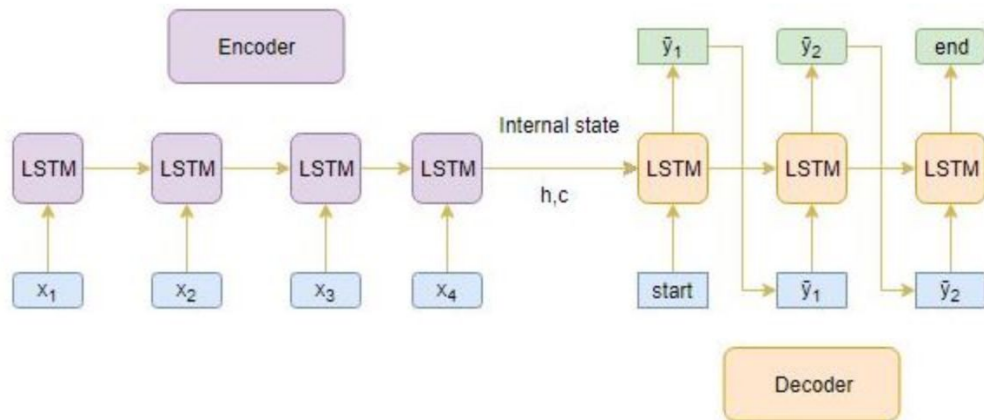 Encoder
ȳ₁ ȳ₂ end
Internal state
LSTM LSTM LSTM LSTM LSTM LSTM LSTM
h,c
x₁ x₂ x₃ x₄ start ȳ₁ ȳ₂
Decoder